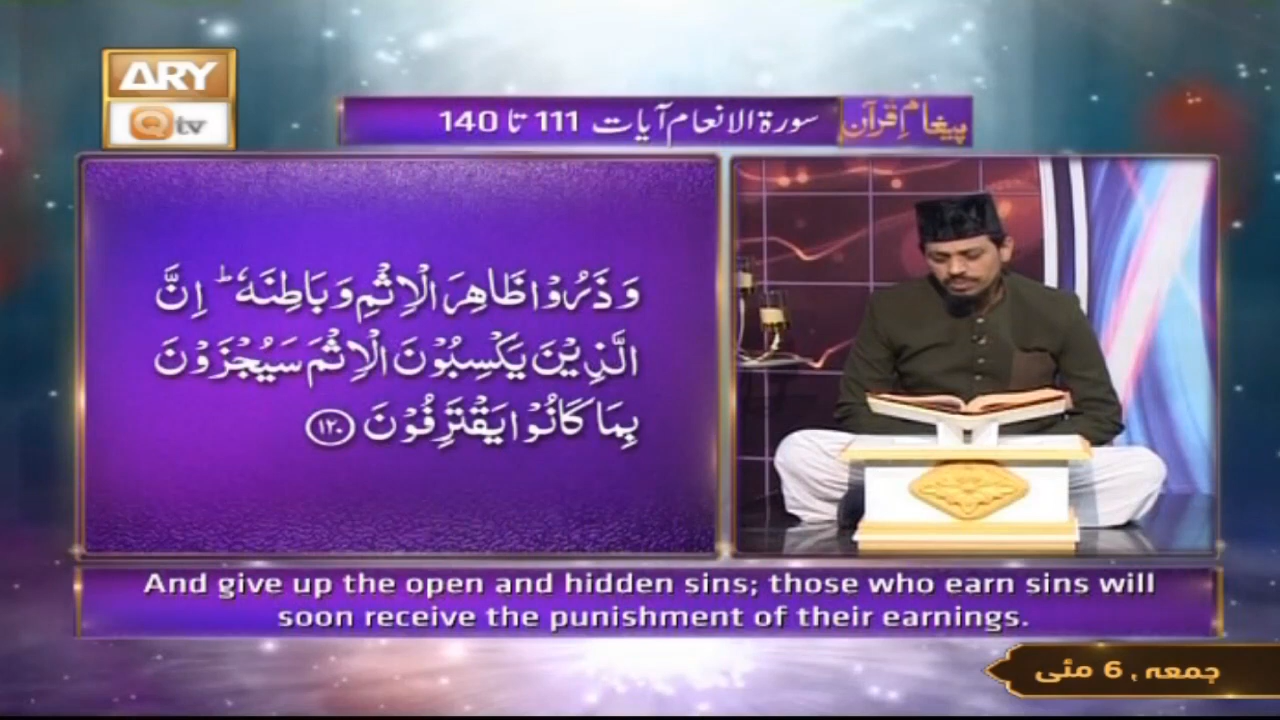 ARY
Qtv
پیغامِ قرآن
سورۃ الانعام آیات 111 تا 140
وَ ذَرُوْا ظَاهِرَ الْاِثْمِ وَ بَاطِنَهٗ ؕ اِنَّ
الَّذِیْنَ یَكْسِبُوْنَ الْاِثْمَ سَیُجْزَوْنَ
بِمَا كَانُوْا یَقْتَرِفُوْنَ ﴿۱۲۰﴾
And give up the open and hidden sins; those who earn sins will
soon receive the punishment of their earnings.
جمعہ ، 6 مئی